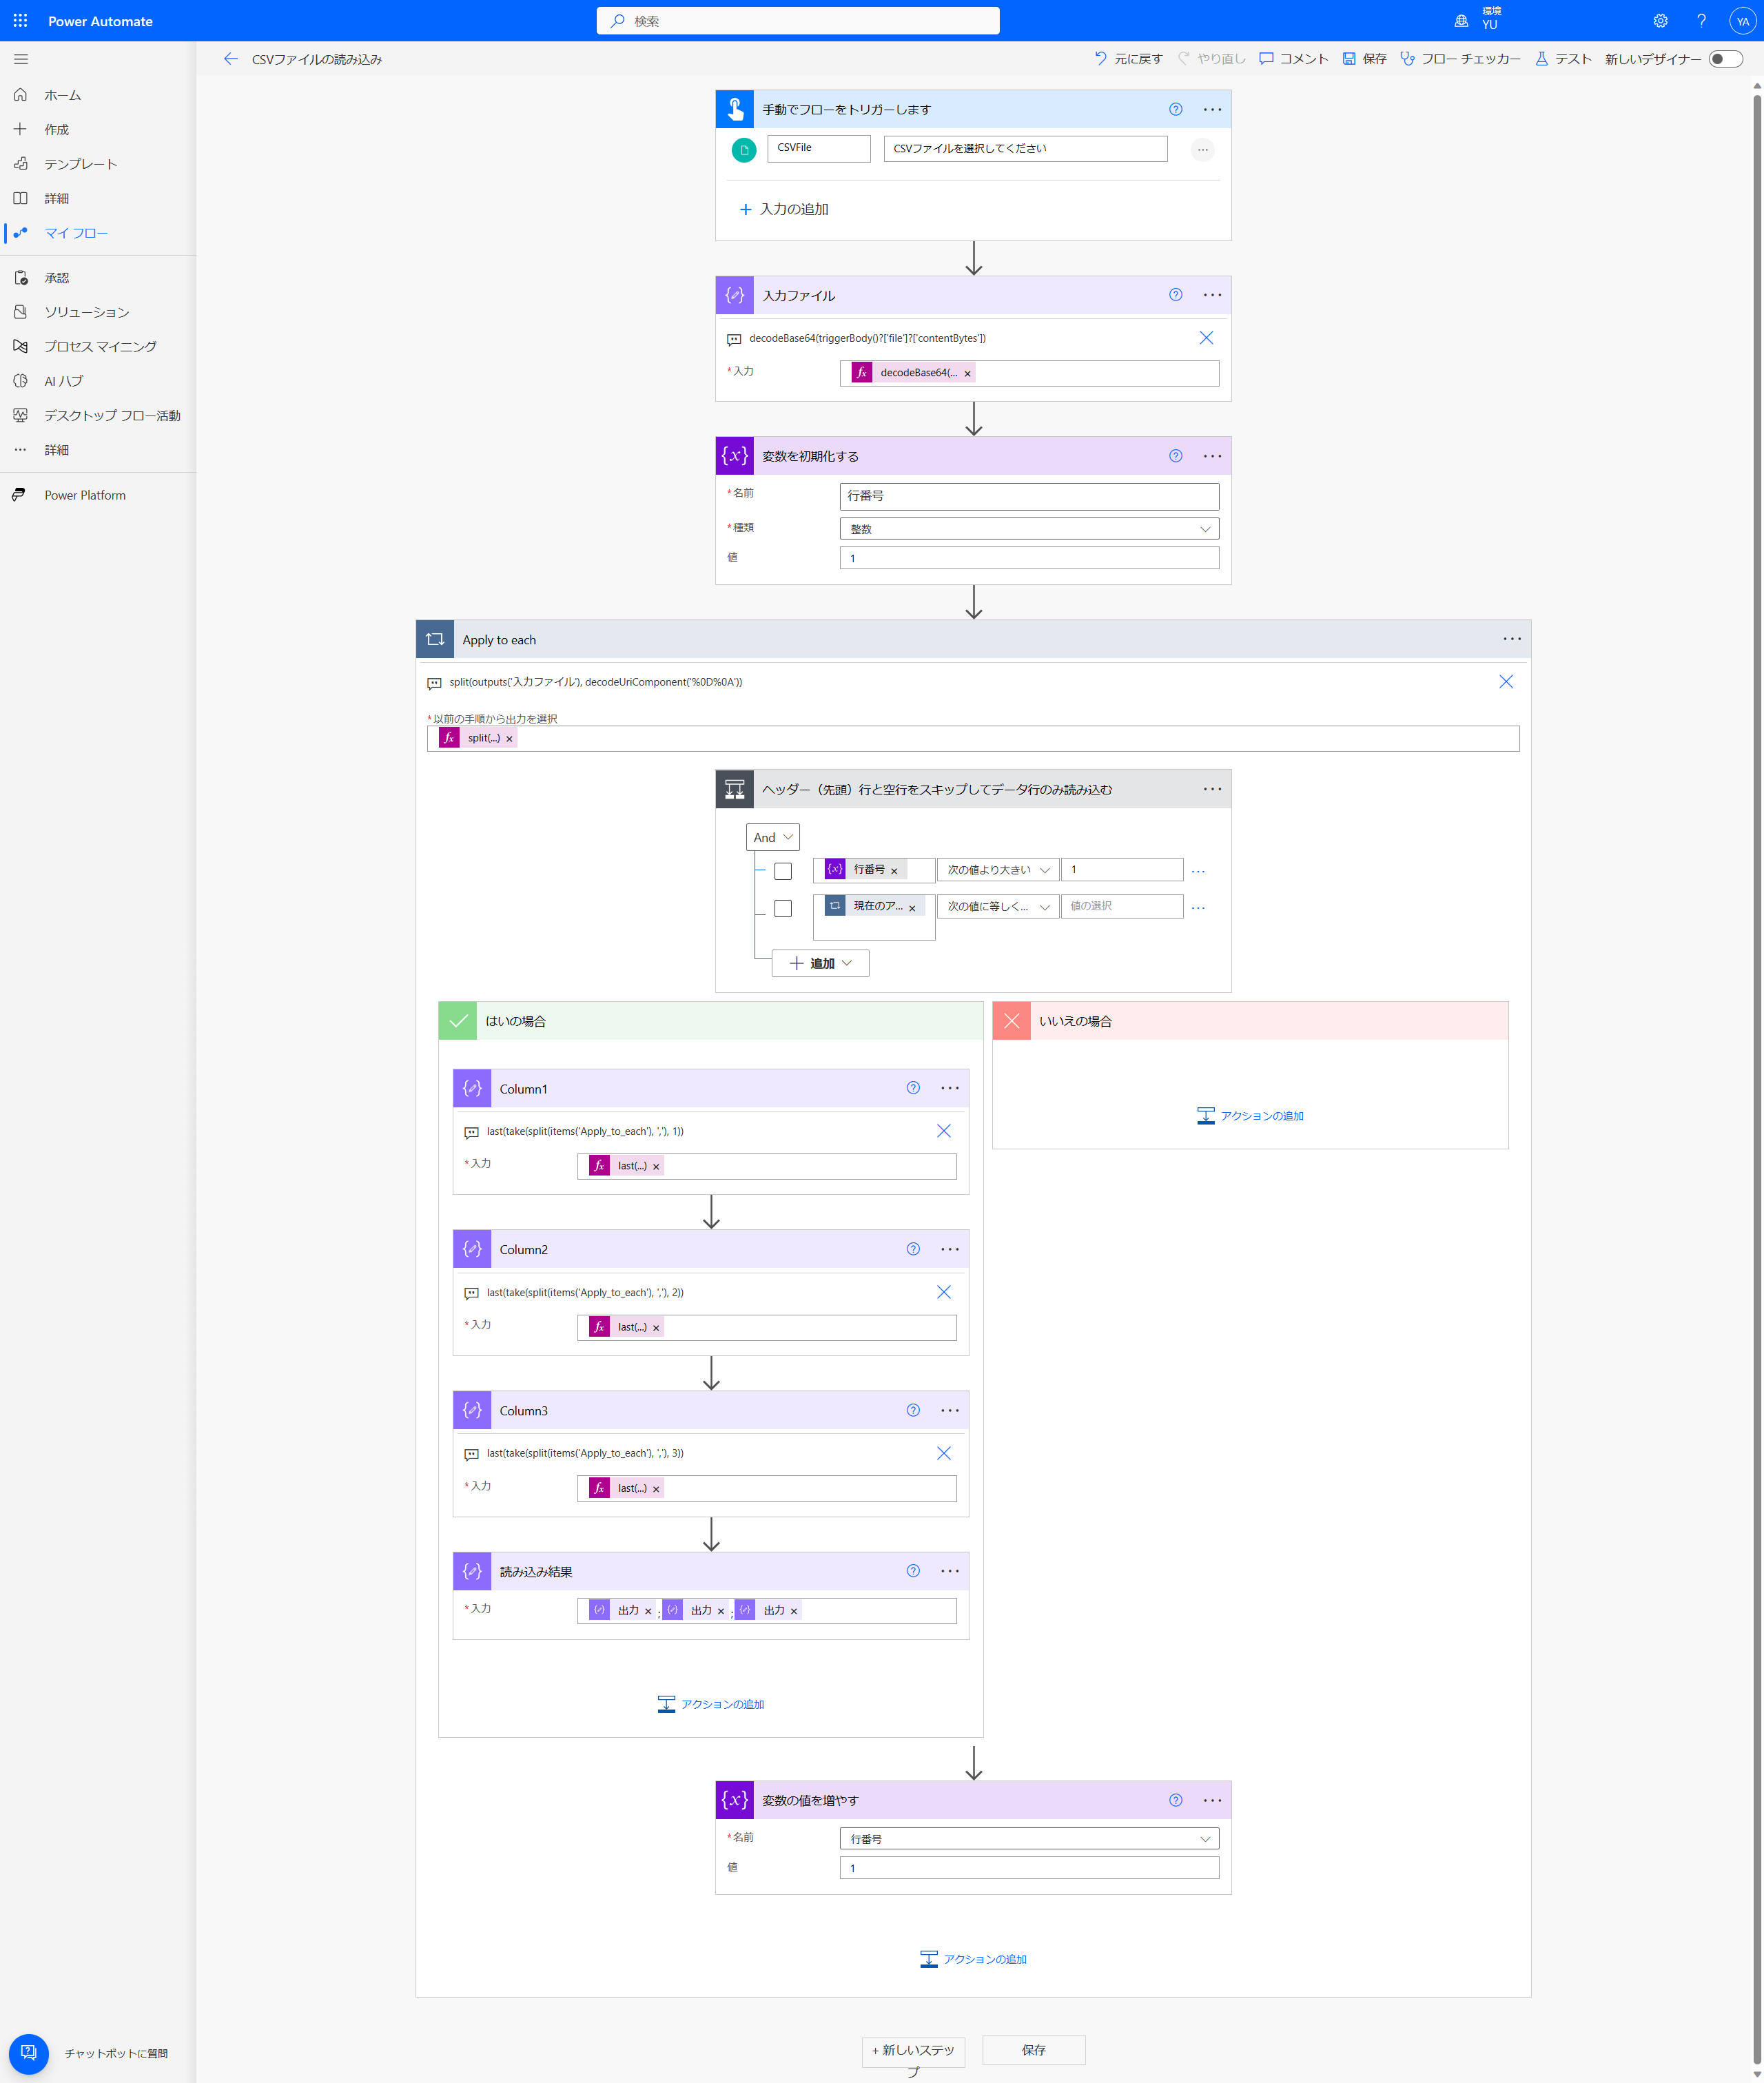 Power Automate
検索
環境
YU
YA
CSVファイルの読み込み
元に戻す
やり直し
コメント
保存
フロー チェッカー
テスト
新しいデザイナー
ホーム
作成
テンプレート
詳細
マイ フロー
承認
ソリューション
プロセス マイニング
AI ハブ
デスクトップ フロー活動
詳細
Power Platform
チャットボットに質問
手動でフローをトリガーします
CSVFile
CSVファイルを選択してください
入力の追加
入力ファイル
decodeBase64(triggerBody()?['file']?['contentBytes'])
*入力
fx decodeBase64(... ×
{x} 変数を初期化する
*名前
行番号
*種類
整数
値
1
Apply to each
split(outputs('入力ファイル'), decodeUriComponent('%0D%0A'))
*以前の手順から出力を選択
fx split(...) ×
ヘッダー（先頭）行と空行をスキップしてデータ行のみ読み込む
And
{x} 行番号 × 次の値より大きい 1
現在のア... × 次の値に等しく... 値の選択
追加
はいの場合
Column1
last(take(split(items('Apply_to_each'), ','), 1))
*入力
fx last(...) ×
Column2
last(take(split(items('Apply_to_each'), ','), 2))
*入力
fx last(...) ×
Column3
last(take(split(items('Apply_to_each'), ','), 3))
*入力
fx last(...) ×
読み込み結果
*入力
出力 × ; 出力 × ; 出力 ×
アクションの追加
いいえの場合
アクションの追加
{x} 変数の値を増やす
*名前
行番号
値
1
アクションの追加
+ 新しいステッ
プ
保存